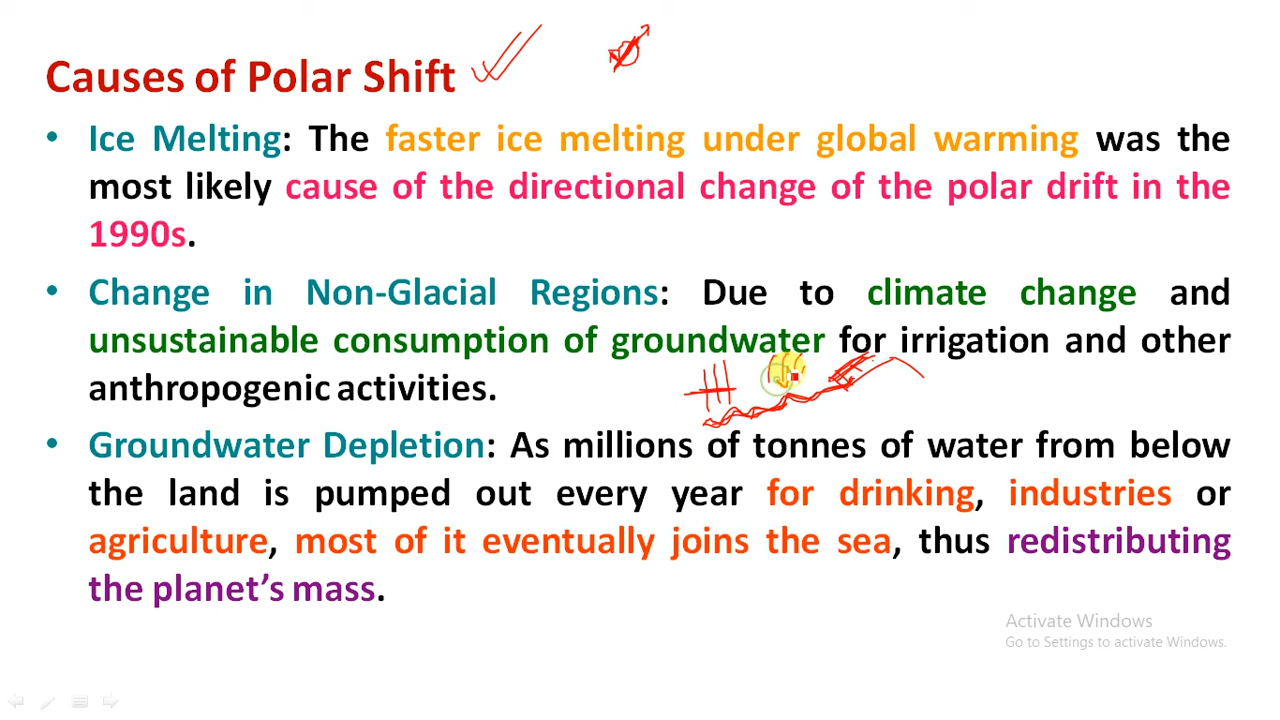 Causes of Polar Shift
• Ice Melting: The faster ice melting under global warming was the
most likely cause of the directional change of the polar drift in the
1990s.
• Change in Non-Glacial Regions: Due to climate change and
unsustainable consumption of groundwater for irrigation and other
anthropogenic activities.
• Groundwater Depletion: As millions of tonnes of water from below
the land is pumped out every year for drinking, industries or
agriculture, most of it eventually joins the sea, thus redistributing
the planet’s mass.
Activate Windows
Go to Settings to activate Windows.